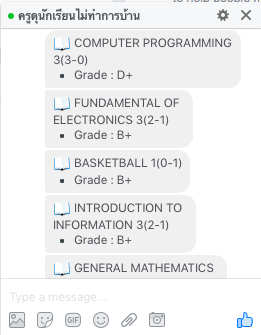 ครูดุนักเรียนไม่ทำการบ้าน
COMPUTER PROGRAMMING
3(3-0)
▪ Grade : D+
FUNDAMENTAL OF
ELECTRONICS 3(2-1)
▪ Grade : B+
BASKETBALL 1(0-1)
▪ Grade : B+
INTRODUCTION TO
INFORMATION 3(2-1)
▪ Grade : B+
GENERAL MATHEMATICS
Type a message...
GIF